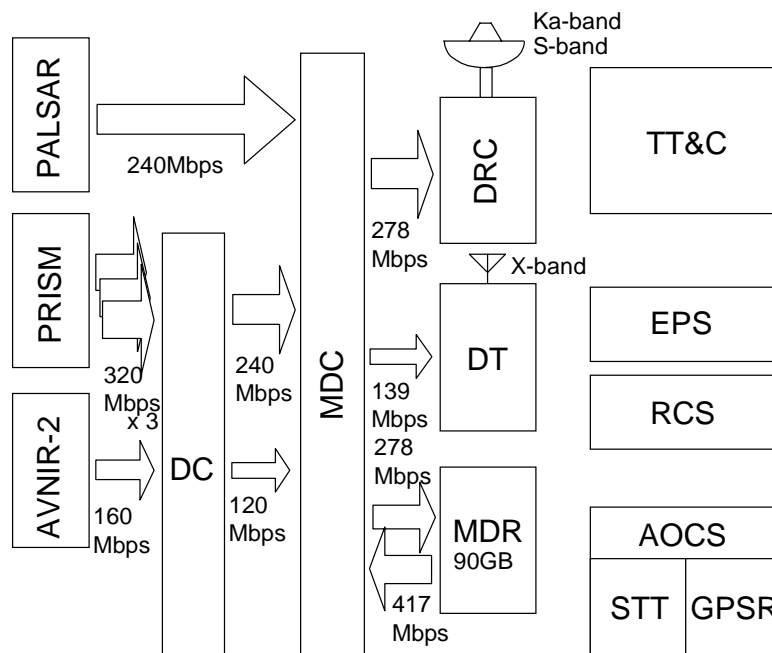 Ka-band
S-band
PALSAR
240Mbps
DRC
TT&C
278
Mbps
PRISM
X-band
320
Mbps
x 3
240
Mbps
MDC
DT
139
Mbps
EPS
RCS
AVNIR-2
160
Mbps
DC
120
Mbps
278
Mbps
MDR
90GB
417
Mbps
AOCS
STT
GPSR